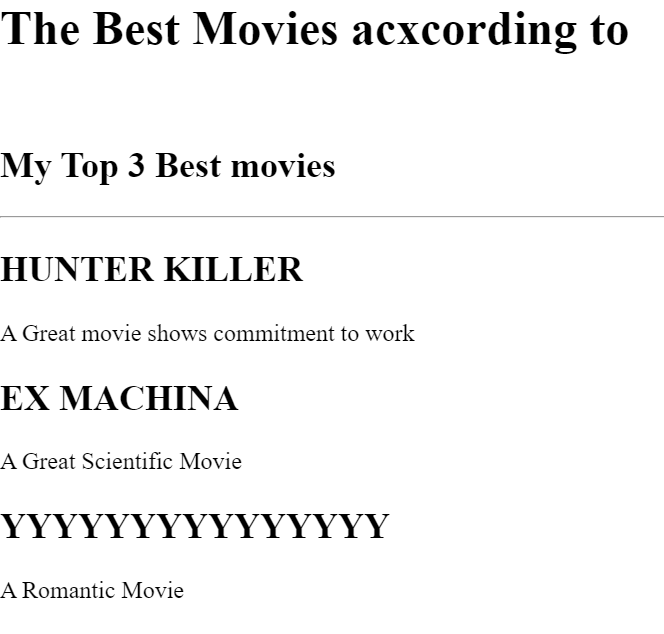 The Best Movies acxcording to
My Top 3 Best movies
HUNTER KILLER
A Great movie shows commitment to work
EX MACHINA
A Great Scientific Movie
YYYYYYYYYYYYYYY
A Romantic Movie